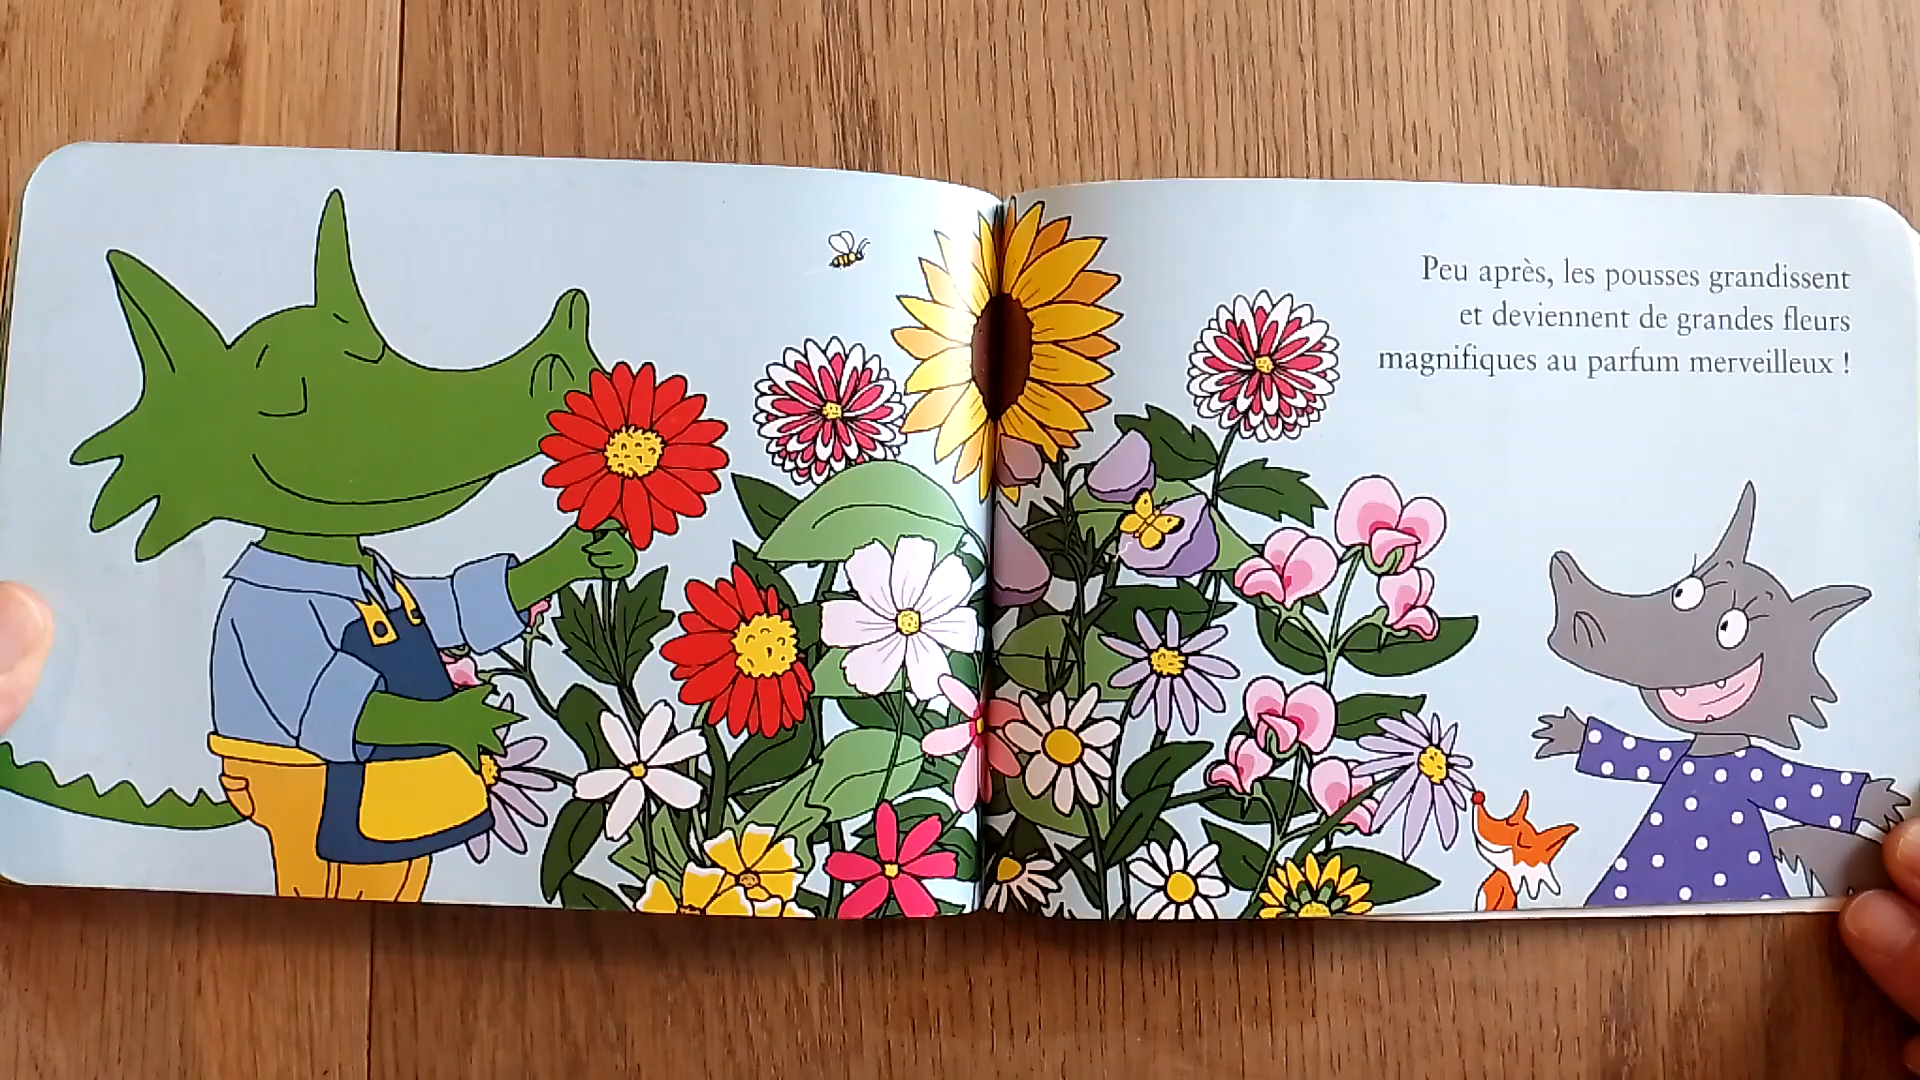 Peu après, les pousses grandissent
et deviennent de grandes fleurs
magnifiques au parfum merveilleux !